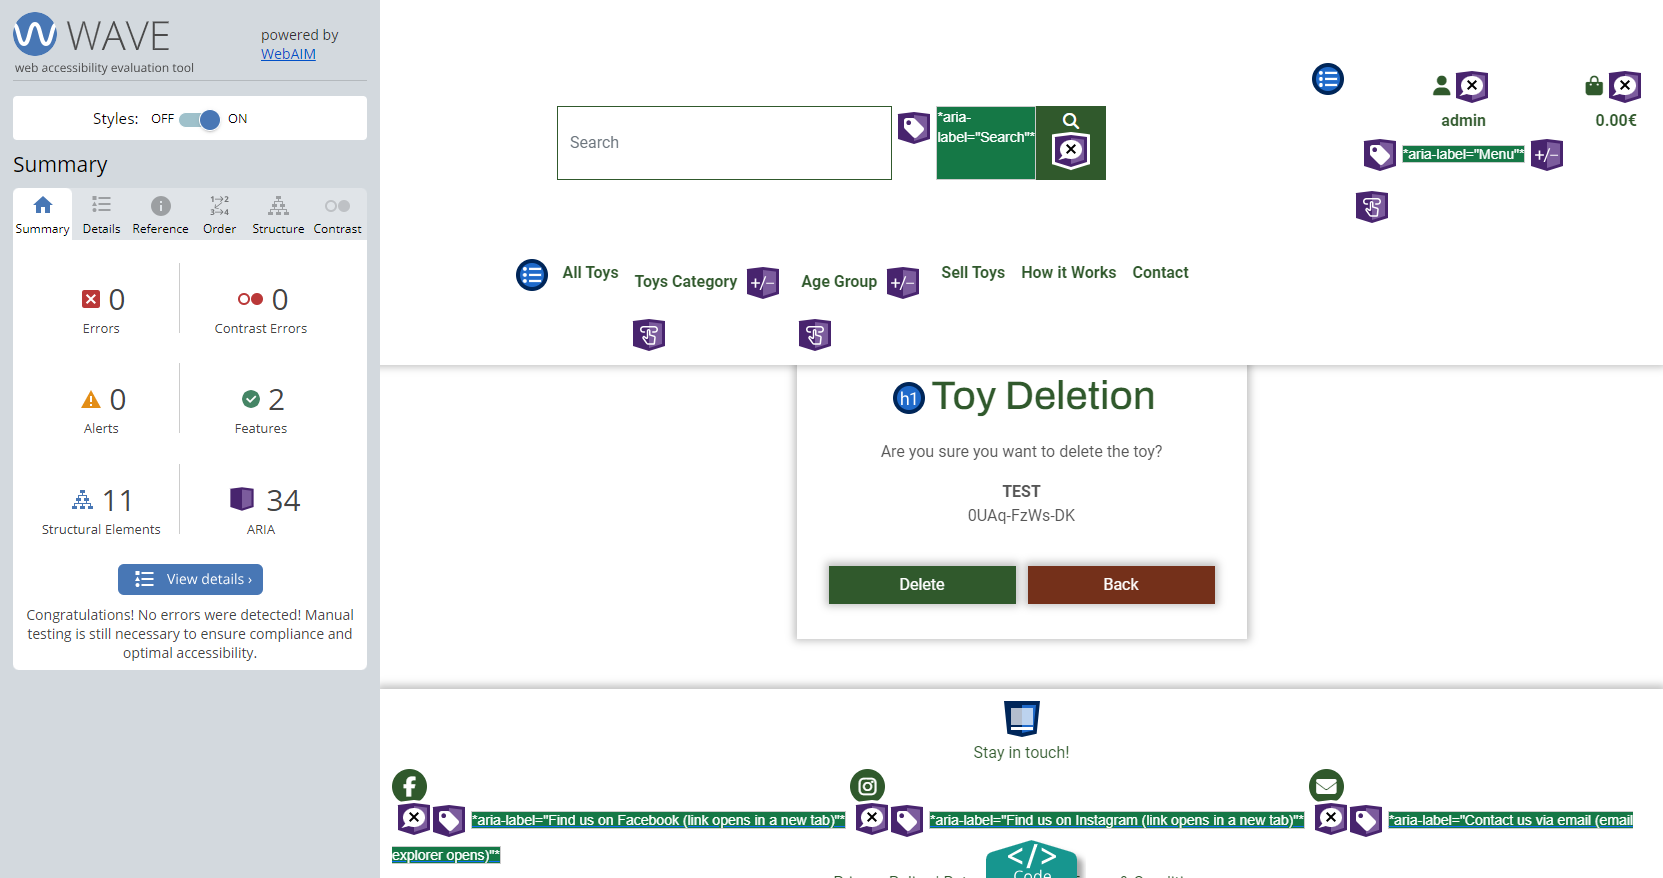 WAVE
web accessibility evaluation tool
powered by
WebAIM
Styles: OFF ON
Summary
Summary Details Reference Order Structure Contrast
0
Errors
0
Contrast Errors
0
Alerts
2
Features
11
Structural Elements
34
ARIA
View details ›
Congratulations! No errors were detected! Manual
testing is still necessary to ensure compliance and
optimal accessibility.
Search
*aria-
label="Search"*
admin
0.00€
*aria-label="Menu"*
+/−
All Toys
Toys Category
+/−
Age Group
+/−
Sell Toys
How it Works
Contact
h1 Toy Deletion
Are you sure you want to delete the toy?
TEST
0UAq-FzWs-DK
Delete
Back
Stay in touch!
*aria-label="Find us on Facebook (link opens in a new tab)"*
*aria-label="Find us on Instagram (link opens in a new tab)"*
*aria-label="Contact us via email (email
explorer opens)"*
</>
Code